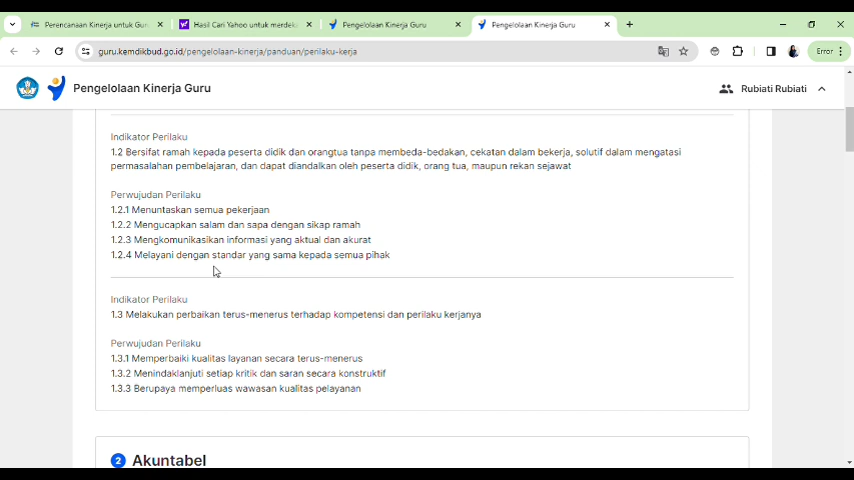 Perencanaan Kinerja untuk Gur
Hasil Cari Yahoo untuk merdek
Pengelolaan Kinerja Guru
Pengelolaan Kinerja Guru
guru.kemdikbud.go.id/pengelolaan-kinerja/panduan/perilaku-kerja
Error
Pengelolaan Kinerja Guru
Rubiati Rubiati
Indikator Perilaku
1.2 Bersifat ramah kepada peserta didik dan orangtua tanpa membeda-bedakan, cekatan dalam bekerja, solutif dalam mengatasi
permasalahan pembelajaran, dan dapat diandalkan oleh peserta didik, orang tua, maupun rekan sejawat
Perwujudan Perilaku
1.2.1 Menuntaskan semua pekerjaan
1.2.2 Mengucapkan salam dan sapa dengan sikap ramah
1.2.3 Mengkomunikasikan informasi yang aktual dan akurat
1.2.4 Melayani dengan standar yang sama kepada semua pihak
Indikator Perilaku
1.3 Melakukan perbaikan terus-menerus terhadap kompetensi dan perilaku kerjanya
Perwujudan Perilaku
1.3.1 Memperbaiki kualitas layanan secara terus-menerus
1.3.2 Menindaklanjuti setiap kritik dan saran secara konstruktif
1.3.3 Berupaya memperluas wawasan kualitas pelayanan
2 Akuntabel